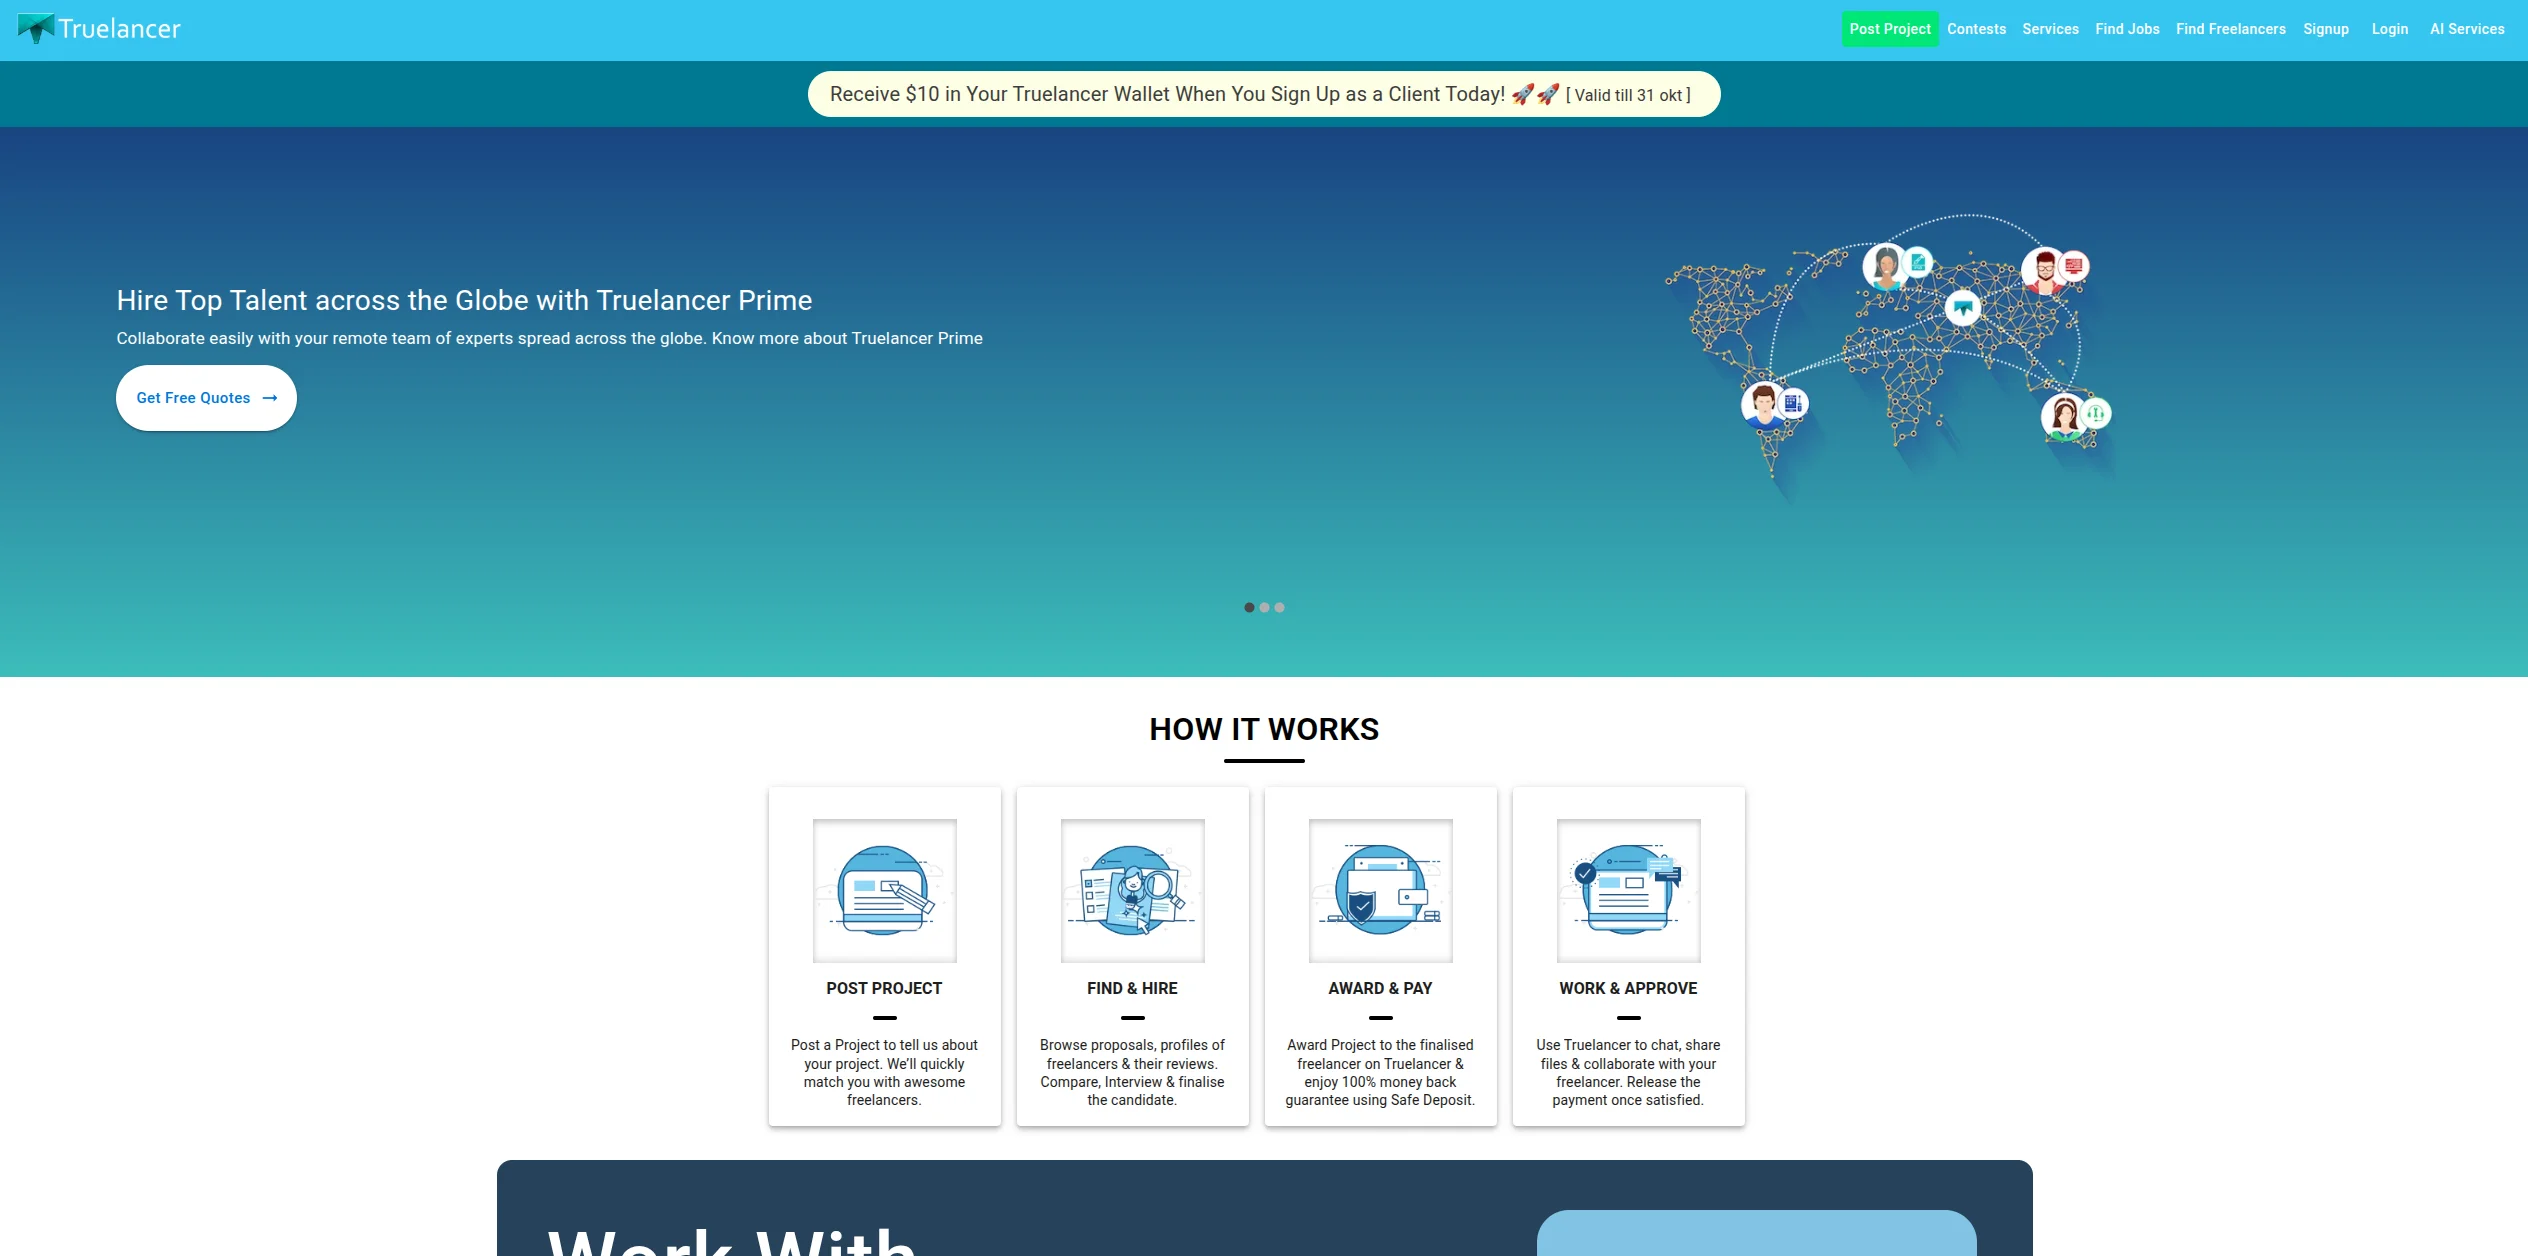 Truelancer
Post Project Contests Services Find Jobs Find Freelancers Signup Login AI Services
Receive $10 in Your Truelancer Wallet When You Sign Up as a Client Today! 🚀🚀 [ Valid till 31 okt ]
Hire Top Talent across the Globe with Truelancer Prime
Collaborate easily with your remote team of experts spread across the globe. Know more about Truelancer Prime
Get Free Quotes →
HOW IT WORKS
POST PROJECT
Post a Project to tell us about
your project. We’ll quickly
match you with awesome
freelancers.
FIND & HIRE
Browse proposals, profiles of
freelancers & their reviews.
Compare, Interview & finalise
the candidate.
AWARD & PAY
Award Project to the finalised
freelancer on Truelancer &
enjoy 100% money back
guarantee using Safe Deposit.
WORK & APPROVE
Use Truelancer to chat, share
files & collaborate with your
freelancer. Release the
payment once satisfied.
Work With